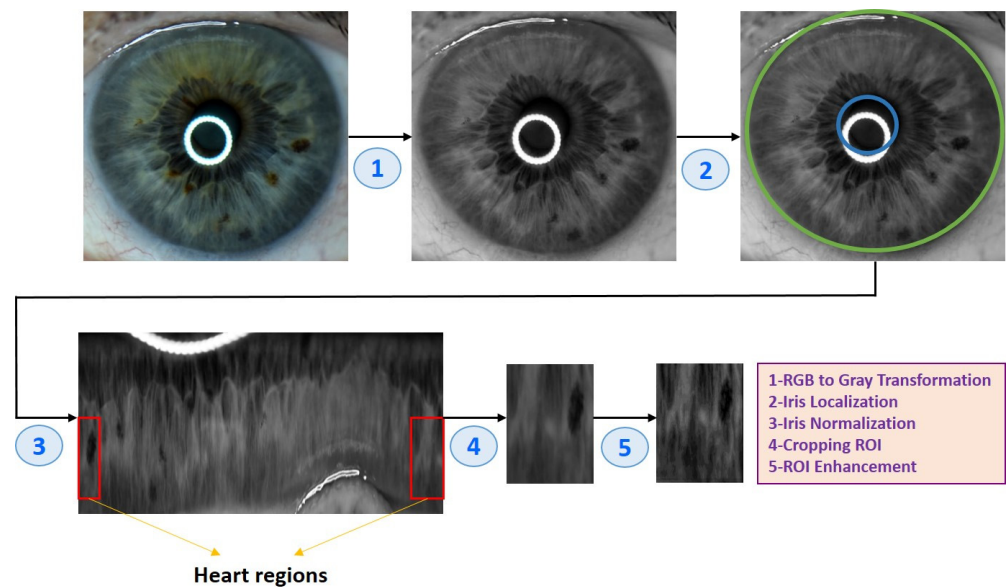 1
2
3
4
5
1-RGB to Gray Transformation
2-Iris Localization
3-Iris Normalization
4-Cropping ROI
5-ROI Enhancement
Heart regions